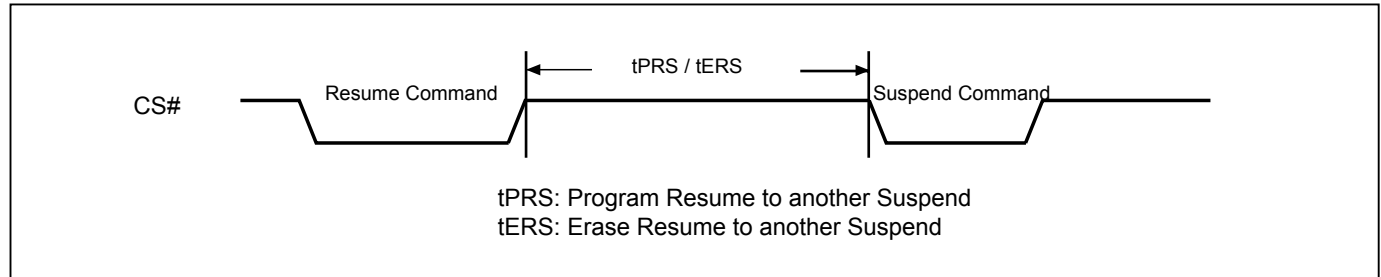 tPRS / tERS
CS# Resume Command Suspend Command
tPRS: Program Resume to another Suspend
tERS: Erase Resume to another Suspend